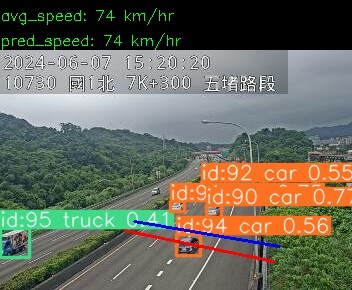 avg_speed: 74 km/hr
pred_speed: 74 km/hr
2024-06-07 15:20:20
10730 國1北 7K+300 五堵路段
id:92 car 0.55
id:90 car 0.77
id:95 truck 0.41
id:94 car 0.56